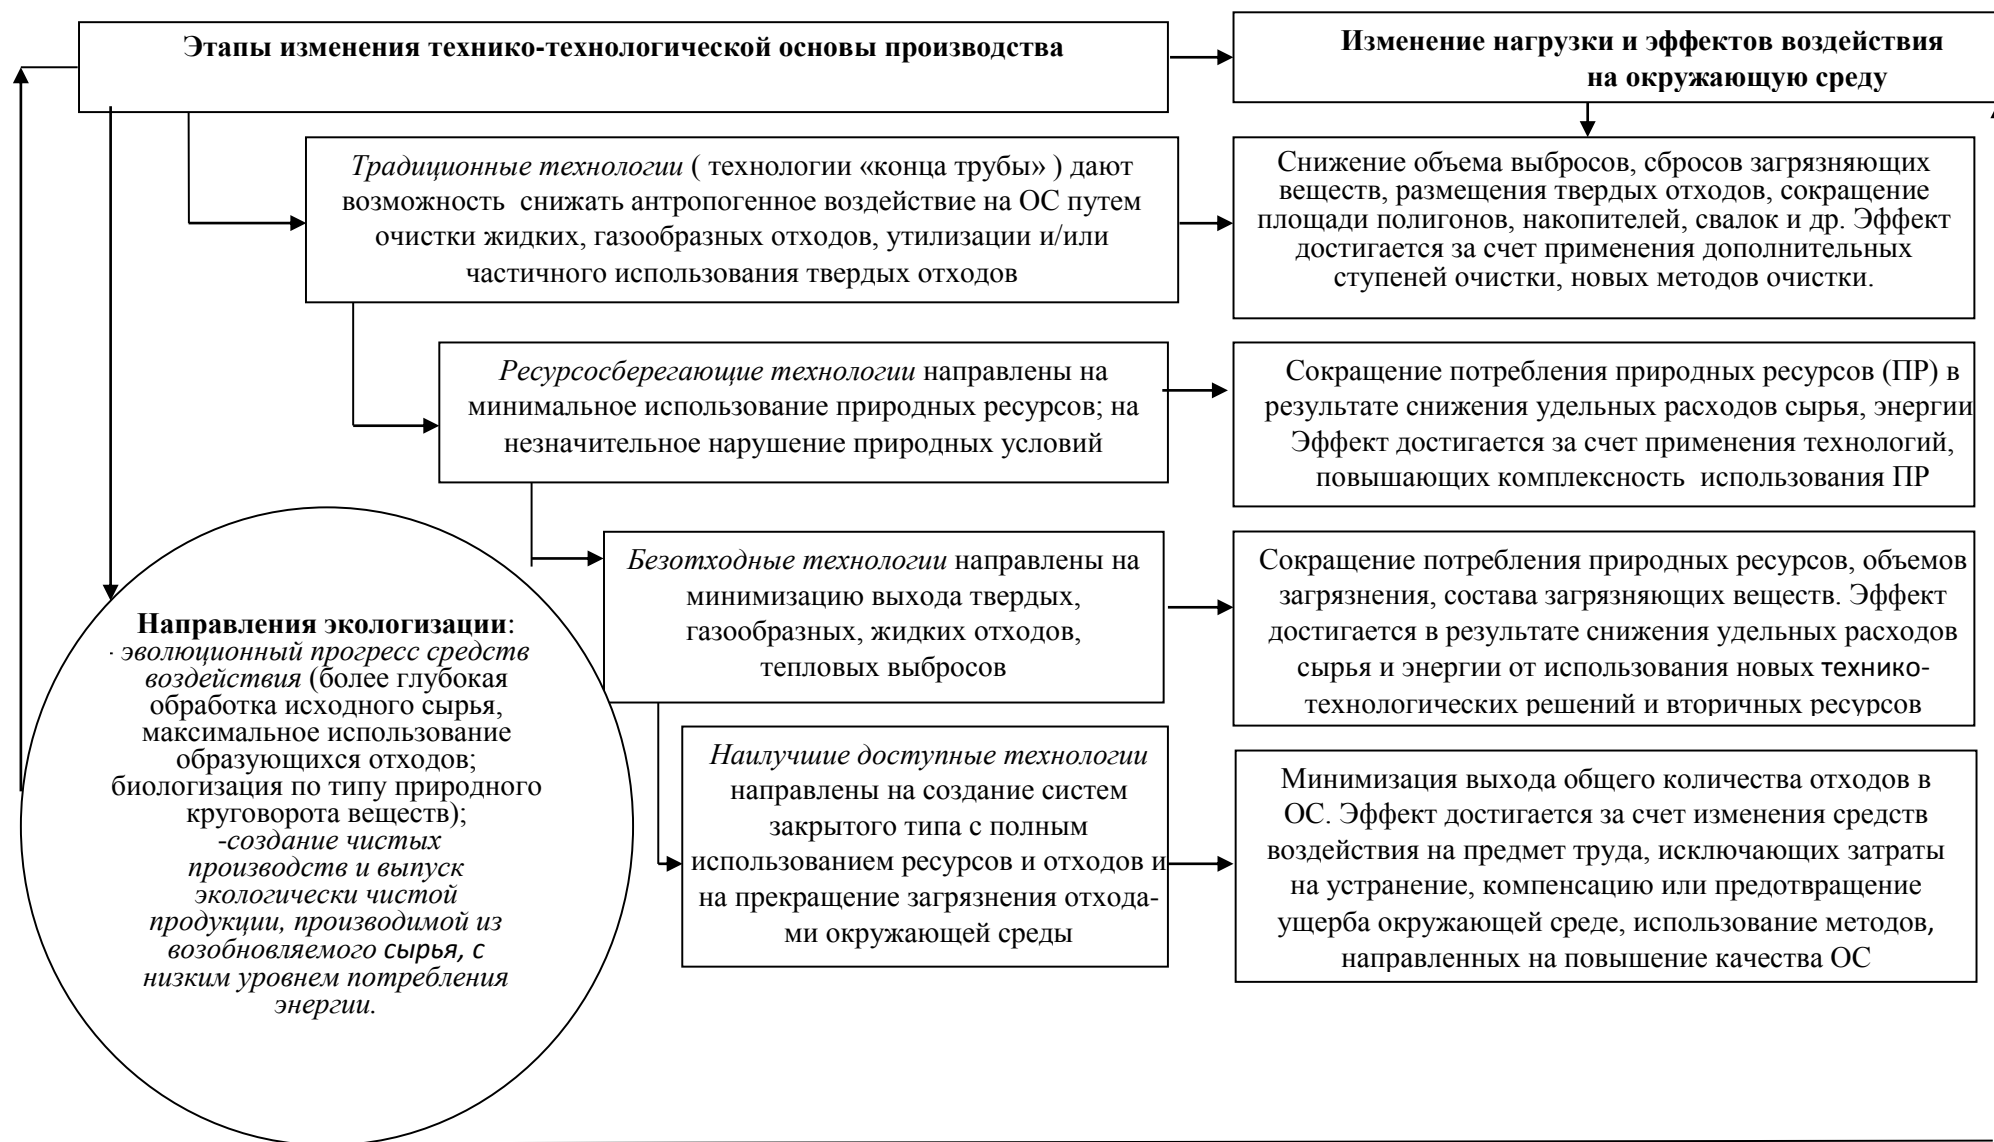 Этапы изменения технико-технологической основы производства
Изменение нагрузки и эффектов воздействия
на окружающую среду
Традиционные технологии ( технологии «конца трубы» ) дают
возможность снижать антропогенное воздействие на ОС путем
очистки жидких, газообразных отходов, утилизации и/или
частичного использования твердых отходов
Снижение объема выбросов, сбросов загрязняющих
веществ, размещения твердых отходов, сокращение
площади полигонов, накопителей, свалок и др. Эффект
достигается за счет применения дополнительных
ступеней очистки, новых методов очистки.
Ресурсосберегающие технологии направлены на
минимальное использование природных ресурсов; на
незначительное нарушение природных условий
Сокращение потребления природных ресурсов (ПР) в
результате снижения удельных расходов сырья, энергии
Эффект достигается за счет применения технологий,
повышающих комплексность использования ПР
Безотходные технологии направлены на
минимизацию выхода твердых,
газообразных, жидких отходов,
тепловых выбросов
Сокращение потребления природных ресурсов, объемов
загрязнения, состава загрязняющих веществ. Эффект
достигается в результате снижения удельных расходов
сырья и энергии от использования новых технико-
технологических решений и вторичных ресурсов
Наилучшие доступные технологии
направлены на создание систем
закрытого типа с полным
использованием ресурсов и отходов и
на прекращение загрязнения отхода-
ми окружающей среды
Минимизация выхода общего количества отходов в
ОС. Эффект достигается за счет изменения средств
воздействия на предмет труда, исключающих затраты
на устранение, компенсацию или предотвращение
ущерба окружающей среде, использование методов,
направленных на повышение качества ОС
Направления экологизации:
- эволюционный прогресс средств
воздействия (более глубокая
обработка исходного сырья,
максимальное использование
образующихся отходов;
биологизация по типу природного
круговорота веществ);
-создание чистых
производств и выпуск
экологически чистой
продукции, производимой из
возобновляемого сырья, с
низким уровнем потребления
энергии.